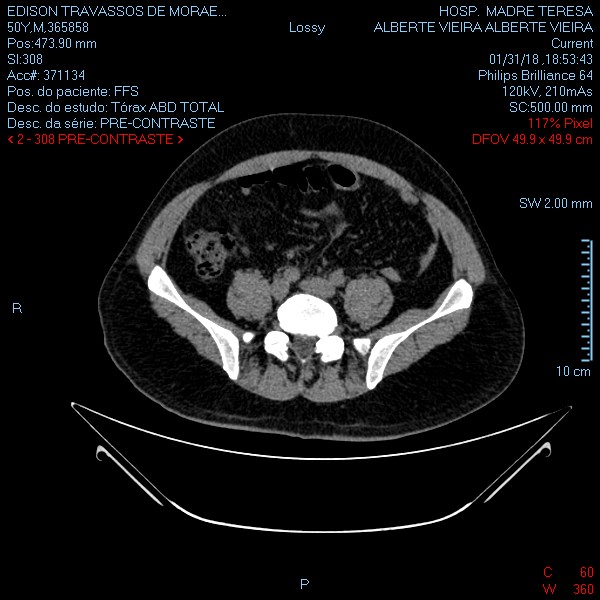 EDISON TRAVASSOS DE MORAE...
50Y,M,365858
Pos:473.90 mm
Sl:308
Acc#: 371134
Pos. do paciente: FFS
Desc. do estudo: Tórax ABD TOTAL
Desc. da série: PRE-CONTRASTE
< 2 - 308 PRE-CONTRASTE >
Lossy
HOSP. MADRE TERESA
ALBERTE VIEIRA ALBERTE VIEIRA
Current
01/31/18 ,18:53:43
Philips Brilliance 64
120kV, 210mAs
SC:500.00 mm
117% Pixel
DFOV 49.9 x 49.9 cm
SW 2.00 mm
R
10 cm
P
C 60
W 360